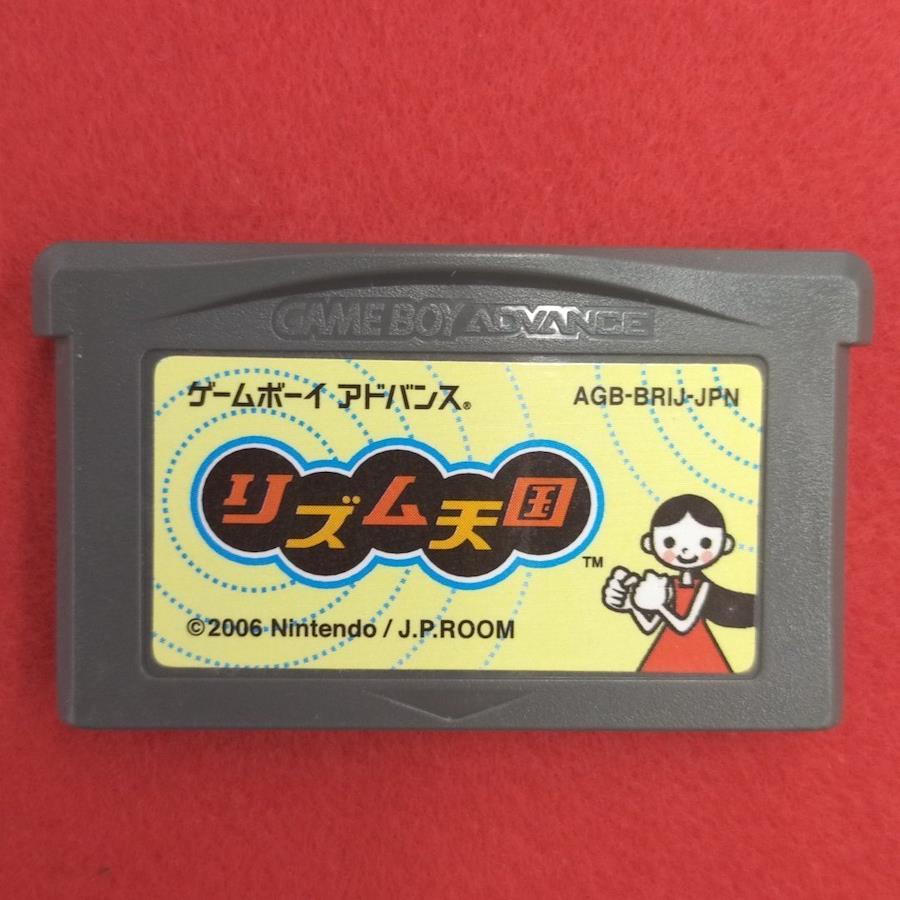 GAME BOY ADVANCE
ゲームボーイ アドバンス®
AGB-BRIJ-JPN
リズム天国
TM
©2006 Nintendo / J.P.ROOM